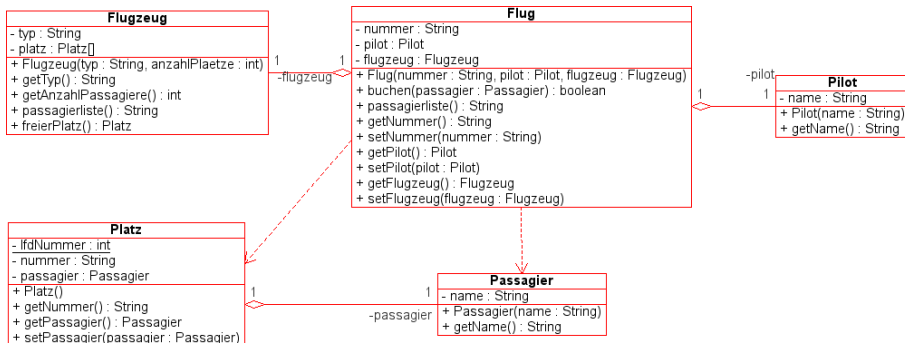 Flugzeug
- typ : String
- platz : Platz[]
+ Flugzeug(typ : String, anzahlPlaetze : int)
+ getTyp() : String
+ getAnzahlPassagiere() : int
+ passagierliste() : String
+ freierPlatz() : Platz
1
-flugzeug
1
Flug
- nummer : String
- pilot : Pilot
- flugzeug : Flugzeug
+ Flug(nummer : String, pilot : Pilot, flugzeug : Flugzeug)
+ buchen(passagier : Passagier) : boolean
+ passagierliste() : String
+ getNummer() : String
+ setNummer(nummer : String)
+ getPilot() : Pilot
+ setPilot(pilot : Pilot)
+ getFlugzeug() : Flugzeug
+ setFlugzeug(flugzeug : Flugzeug)
1
-pilot
1
Pilot
- name : String
+ Pilot(name : String)
+ getName() : String
Platz
- lfdNummer : int
- nummer : String
- passagier : Passagier
+ Platz()
+ getNummer() : String
+ getPassagier() : Passagier
+ setPassagier(passagier : Passagier)
1
1
-passagier
Passagier
- name : String
+ Passagier(name : String)
+ getName() : String